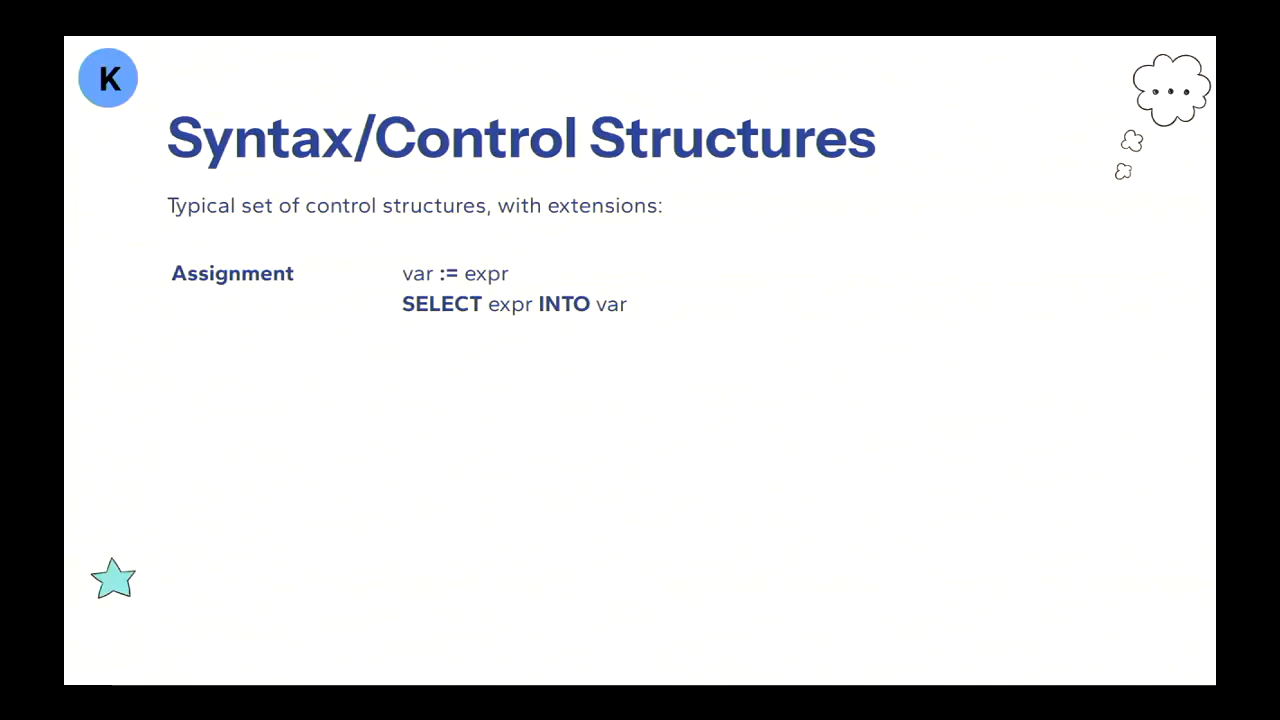 K
Syntax/Control Structures
Typical set of control structures, with extensions:
Assignment var := expr
SELECT expr INTO var